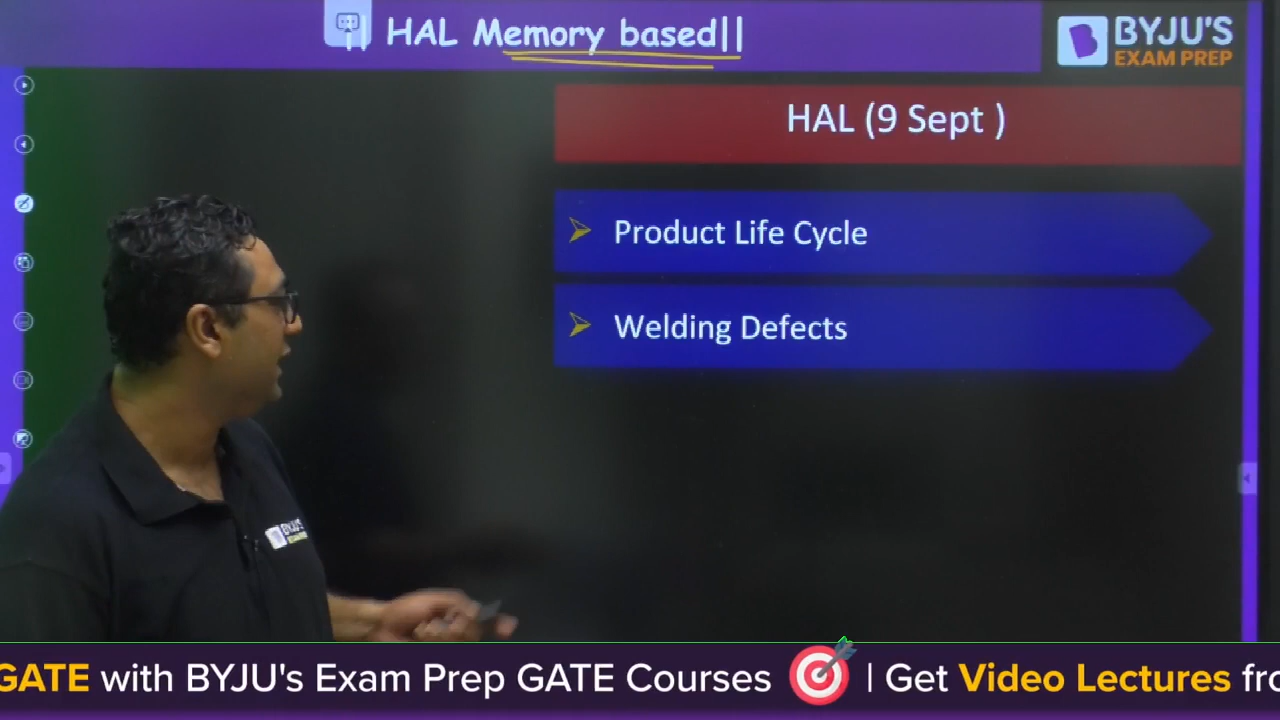 || HAL Memory based||
BYJU'S
EXAM PREP
HAL (9 Sept )
Product Life Cycle
Welding Defects
BYJU'S
GATE with BYJU's Exam Prep GATE Courses | Get Video Lectures fro